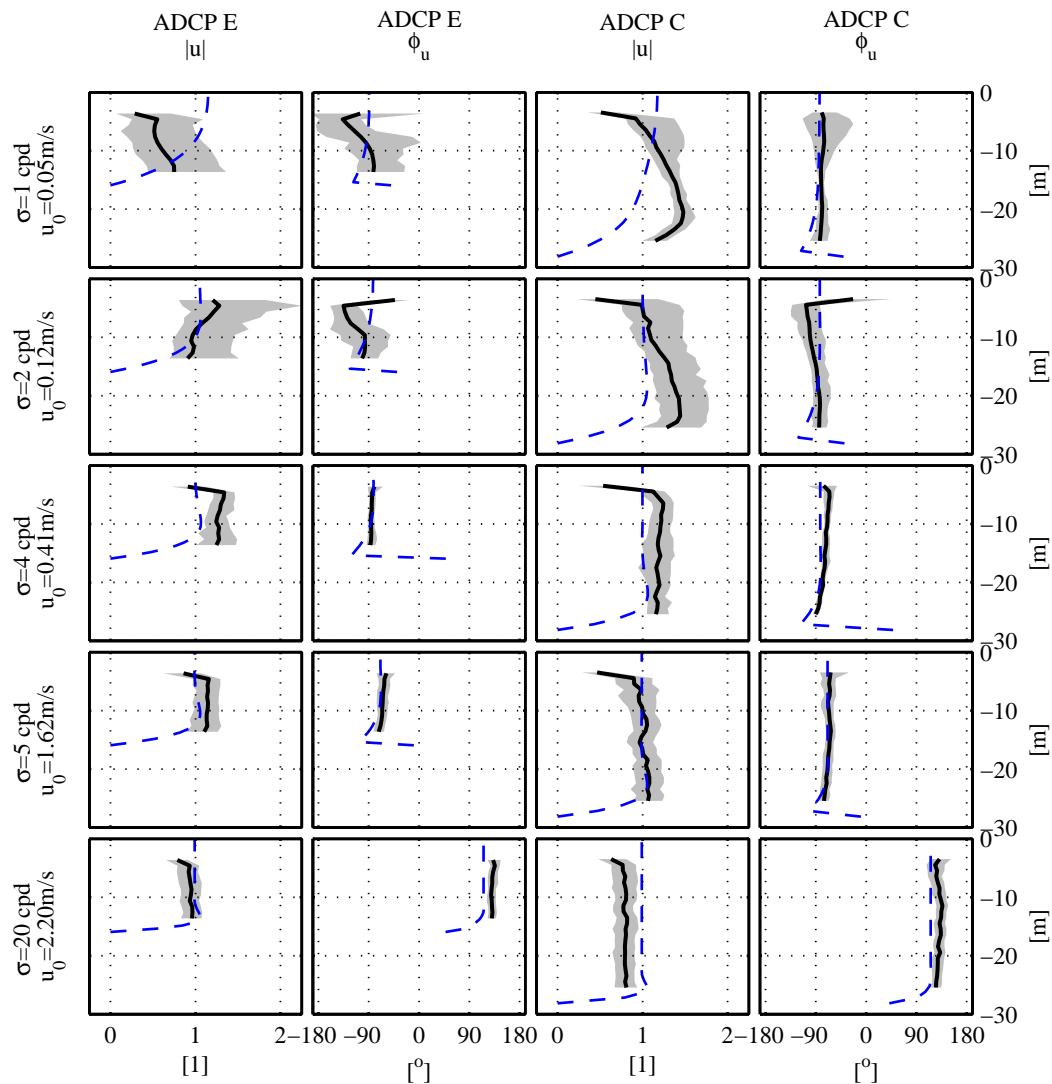 ADCP E ADCP E ADCP C ADCP C
|u| ϕu |u| ϕu
σ=1 cpd
u0=0.05m/s
0
−10
−20
−30
[m]
σ=2 cpd
u0=0.12m/s
0
−10
−20
−30
[m]
σ=4 cpd
u0=0.41m/s
0
−10
−20
−30
[m]
σ=5 cpd
u0=1.62m/s
0
−10
−20
−30
[m]
σ=20 cpd
u0=2.20m/s
0
−10
−20
−30
[m]
0 1 2 −180 −90 0 90 180 0 1 2 −180 −90 0 90 180
[1] [o] [1] [o]